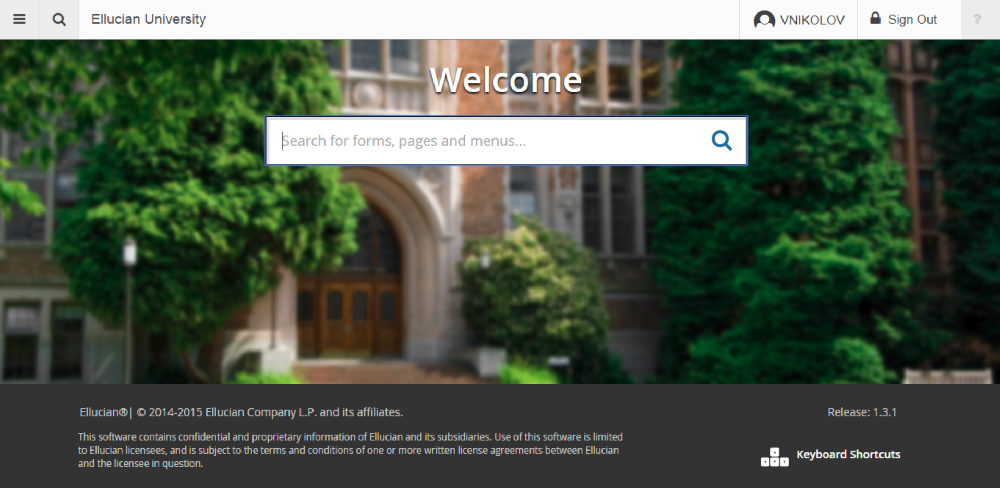 Ellucian University
VNIKOLOV
Sign Out
?
Welcome
Search for forms, pages and menus...
Ellucian®| © 2014-2015 Ellucian Company L.P. and its affiliates.
Release: 1.3.1
This software contains confidential and proprietary information of Ellucian and its subsidiaries. Use of this software is limited
to Ellucian licensees, and is subject to the terms and conditions of one or more written license agreements between Ellucian
and the licensee in question.
Keyboard Shortcuts